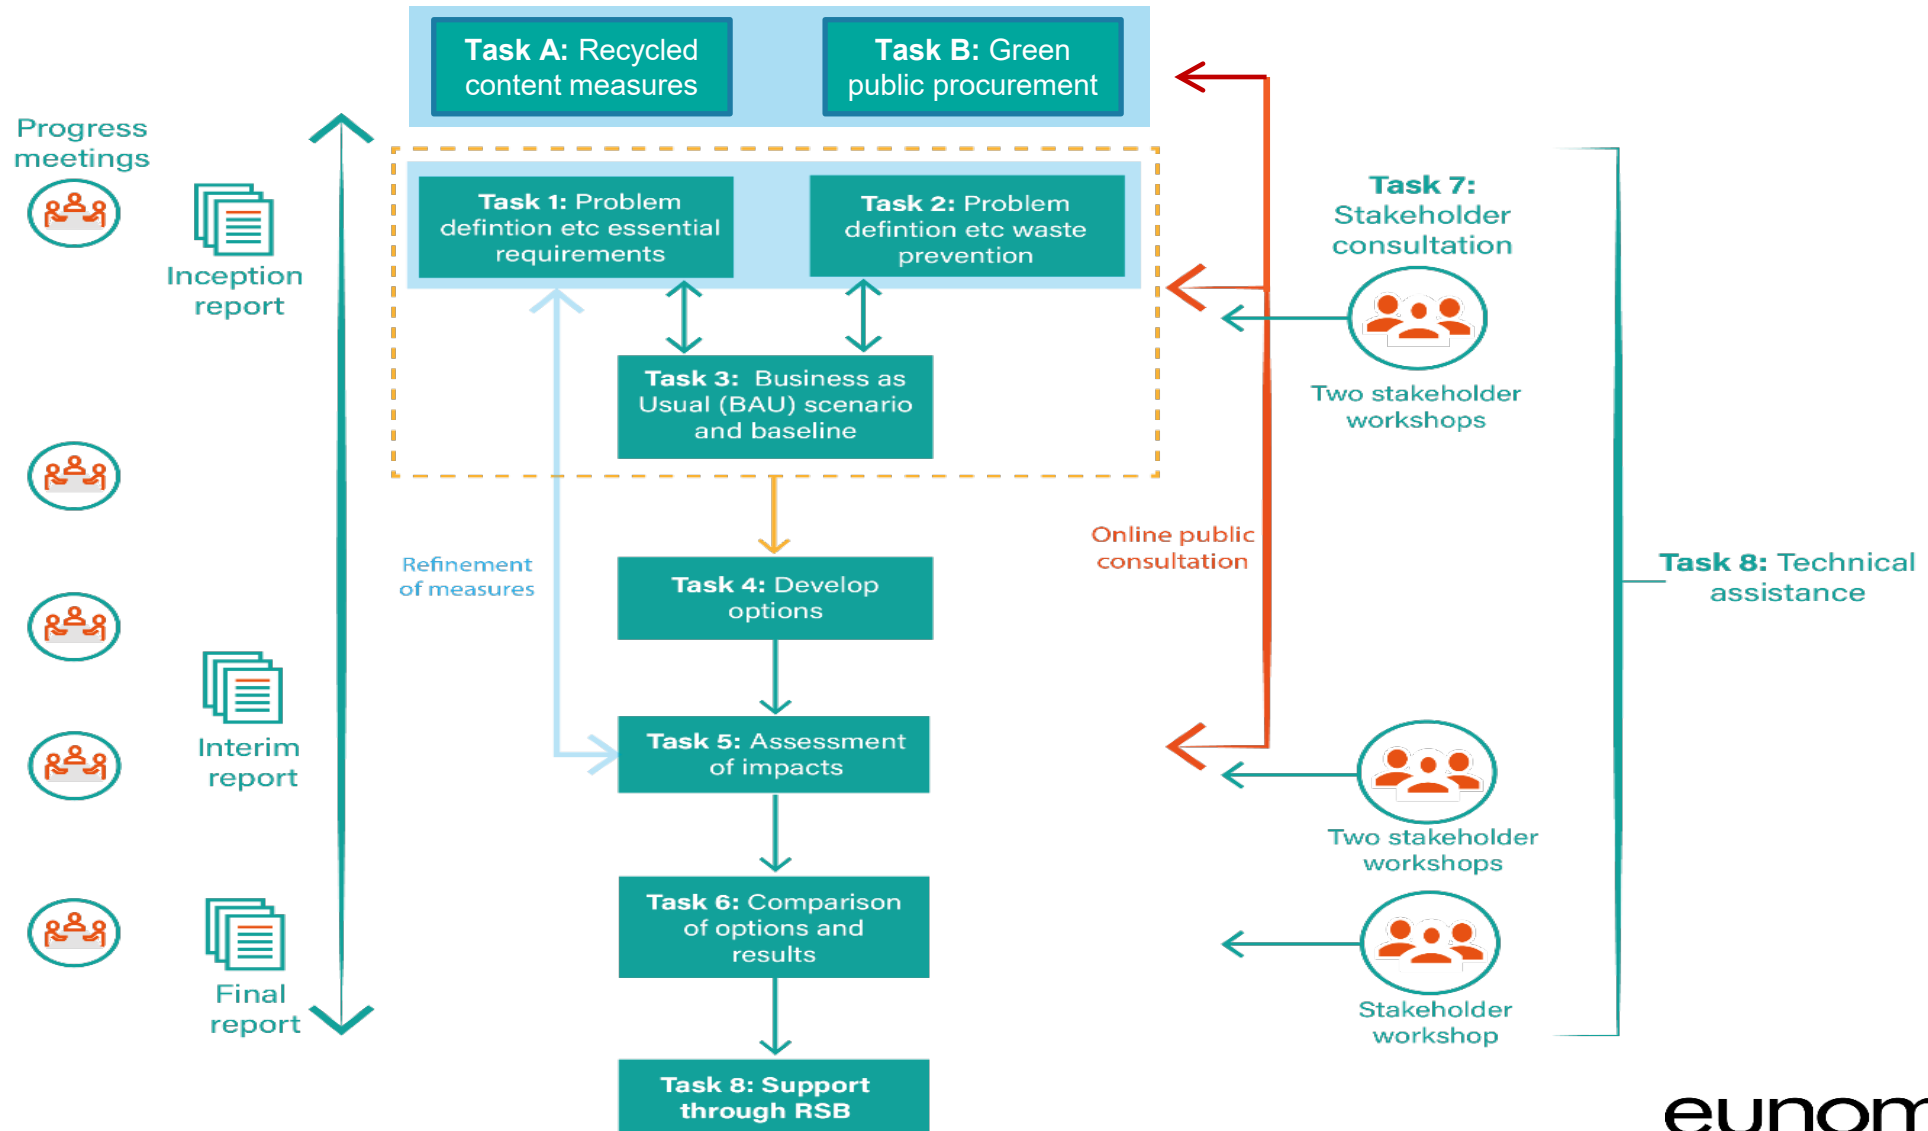 Task A: Recycled
content measures
Task B: Green
public procurement
Progress
meetings
Inception
report
Interim
report
Final
report
Task 1: Problem
defintion etc essential
requirements
Task 2: Problem
defintion etc waste
prevention
Task 3: Business as
Usual (BAU) scenario
and baseline
Refinement
of measures
Task 4: Develop
options
Task 5: Assessment
of impacts
Task 6: Comparison
of options and
results
Task 8: Support
through RSB
Online public
consultation
Task 7:
Stakeholder
consultation
Two stakeholder
workshops
Two stakeholder
workshops
Stakeholder
workshop
Task 8: Technical
assistance
eunom